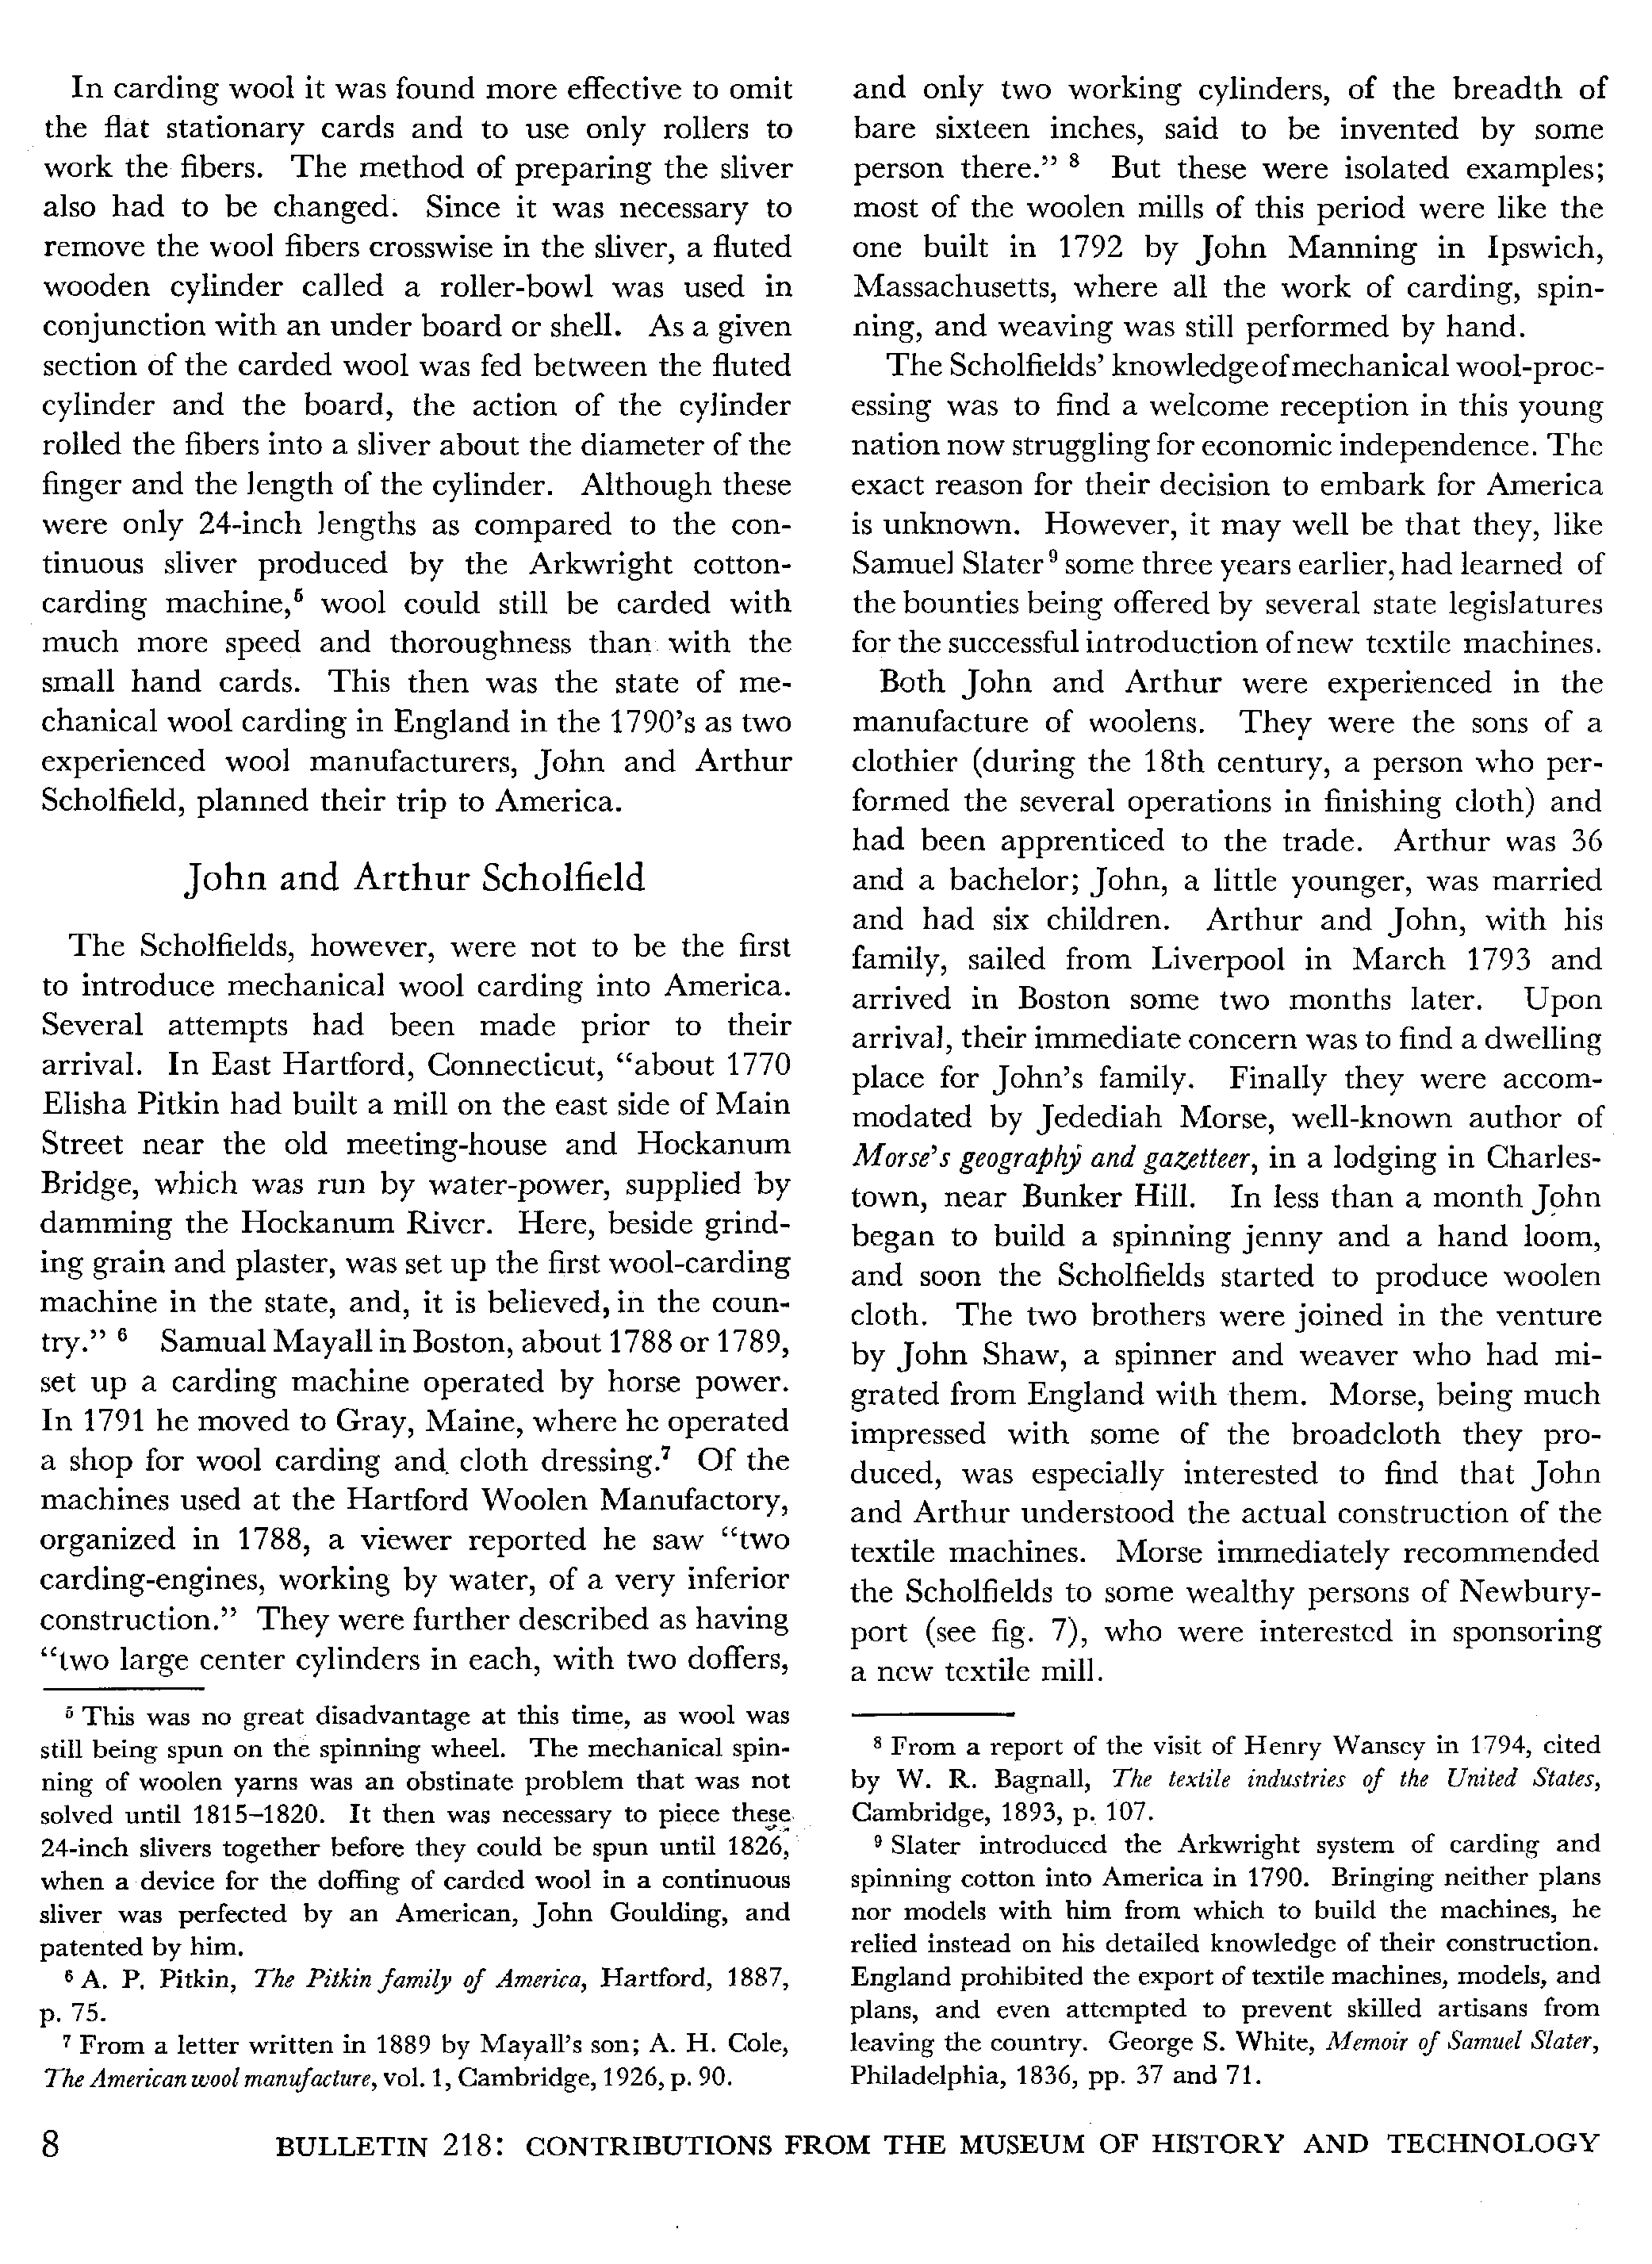 In carding wool it was found more effective to omit
the flat stationary cards and to use only rollers to
work the fibers. The method of preparing the sliver
also had to be changed. Since it was necessary to
remove the wool fibers crosswise in the sliver, a fluted
wooden cylinder called a roller-bowl was used in
conjunction with an under board or shell. As a given
section of the carded wool was fed between the fluted
cylinder and the board, the action of the cylinder
rolled the fibers into a sliver about the diameter of the
finger and the length of the cylinder. Although these
were only 24-inch lengths as compared to the con-
tinuous sliver produced by the Arkwright cotton-
carding machine,⁵ wool could still be carded with
much more speed and thoroughness than with the
small hand cards. This then was the state of me-
chanical wool carding in England in the 1790's as two
experienced wool manufacturers, John and Arthur
Scholfield, planned their trip to America.
John and Arthur Scholfield
The Scholfields, however, were not to be the first
to introduce mechanical wool carding into America.
Several attempts had been made prior to their
arrival. In East Hartford, Connecticut, “about 1770
Elisha Pitkin had built a mill on the east side of Main
Street near the old meeting-house and Hockanum
Bridge, which was run by water-power, supplied by
damming the Hockanum River. Here, beside grind-
ing grain and plaster, was set up the first wool-carding
machine in the state, and, it is believed, in the coun-
try.” ⁶ Samual Mayall in Boston, about 1788 or 1789,
set up a carding machine operated by horse power.
In 1791 he moved to Gray, Maine, where he operated
a shop for wool carding and cloth dressing.⁷ Of the
machines used at the Hartford Woolen Manufactory,
organized in 1788, a viewer reported he saw “two
carding-engines, working by water, of a very inferior
construction.” They were further described as having
“two large center cylinders in each, with two doffers,
⁵ This was no great disadvantage at this time, as wool was
still being spun on the spinning wheel. The mechanical spin-
ning of woolen yarns was an obstinate problem that was not
solved until 1815–1820. It then was necessary to piece these
24-inch slivers together before they could be spun until 1826,
when a device for the doffing of carded wool in a continuous
sliver was perfected by an American, John Goulding, and
patented by him.
⁶ A. P. Pitkin, The Pitkin family of America, Hartford, 1887,
p. 75.
⁷ From a letter written in 1889 by Mayall's son; A. H. Cole,
The American wool manufacture, vol. 1, Cambridge, 1926, p. 90.
and only two working cylinders, of the breadth of
bare sixteen inches, said to be invented by some
person there.” ⁸ But these were isolated examples;
most of the woolen mills of this period were like the
one built in 1792 by John Manning in Ipswich,
Massachusetts, where all the work of carding, spin-
ning, and weaving was still performed by hand.
The Scholfields' knowledge of mechanical wool-proc-
essing was to find a welcome reception in this young
nation now struggling for economic independence. The
exact reason for their decision to embark for America
is unknown. However, it may well be that they, like
Samuel Slater ⁹ some three years earlier, had learned of
the bounties being offered by several state legislatures
for the successful introduction of new textile machines.
Both John and Arthur were experienced in the
manufacture of woolens. They were the sons of a
clothier (during the 18th century, a person who per-
formed the several operations in finishing cloth) and
had been apprenticed to the trade. Arthur was 36
and a bachelor; John, a little younger, was married
and had six children. Arthur and John, with his
family, sailed from Liverpool in March 1793 and
arrived in Boston some two months later. Upon
arrival, their immediate concern was to find a dwelling
place for John's family. Finally they were accom-
modated by Jedediah Morse, well-known author of
Morse's geography and gazetteer, in a lodging in Charles-
town, near Bunker Hill. In less than a month John
began to build a spinning jenny and a hand loom,
and soon the Scholfields started to produce woolen
cloth. The two brothers were joined in the venture
by John Shaw, a spinner and weaver who had mi-
grated from England with them. Morse, being much
impressed with some of the broadcloth they pro-
duced, was especially interested to find that John
and Arthur understood the actual construction of the
textile machines. Morse immediately recommended
the Scholfields to some wealthy persons of Newbury-
port (see fig. 7), who were interested in sponsoring
a new textile mill.
⁸ From a report of the visit of Henry Wansey in 1794, cited
by W. R. Bagnall, The textile industries of the United States,
Cambridge, 1893, p. 107.
⁹ Slater introduced the Arkwright system of carding and
spinning cotton into America in 1790. Bringing neither plans
nor models with him from which to build the machines, he
relied instead on his detailed knowledge of their construction.
England prohibited the export of textile machines, models, and
plans, and even attempted to prevent skilled artisans from
leaving the country. George S. White, Memoir of Samuel Slater,
Philadelphia, 1836, pp. 37 and 71.
8 BULLETIN 218: CONTRIBUTIONS FROM THE MUSEUM OF HISTORY AND TECHNOLOGY